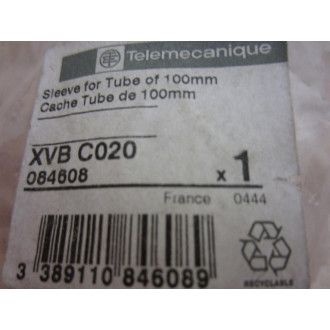 Telemecanique
Sleeve for Tube of 100mm
Cache Tube de 100mm
XVB C020
084608
x 1
France 0444
3 389110 846089
RECYCLABLE